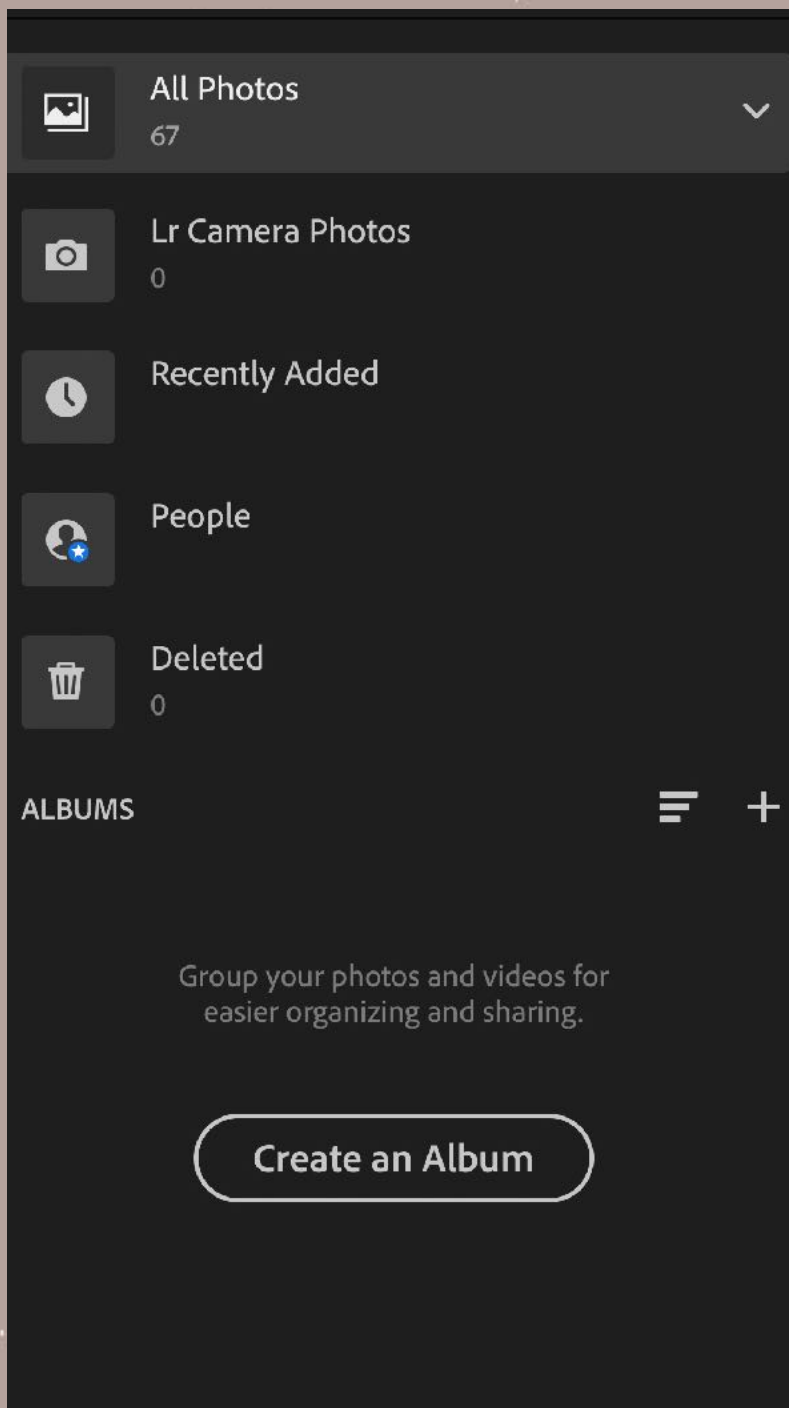 All Photos
67
Lr Camera Photos
0
Recently Added
People
Deleted
0
ALBUMS
Group your photos and videos for
easier organizing and sharing.
Create an Album